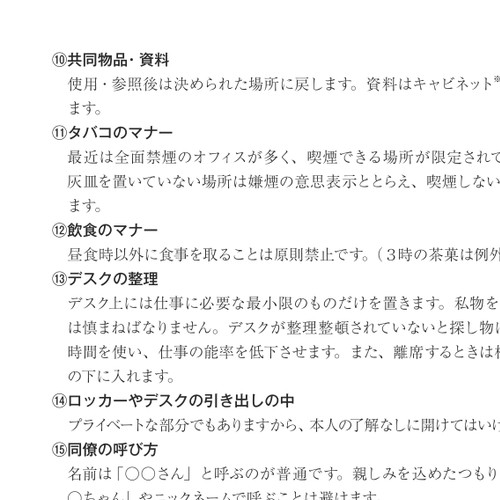 ⑩共同物品・資料
使用・参照後は決められた場所に戻します。資料はキャビネット※
ます。
⑪タバコのマナー
最近は全面禁煙のオフィスが多く、喫煙できる場所が限定されて
灰皿を置いていない場所は嫌煙の意思表示ととらえ、喫煙しない
ます。
⑫飲食のマナー
昼食時以外に食事を取ることは原則禁止です。（３時の茶菓は例外
⑬デスクの整理
デスク上には仕事に必要な最小限のものだけを置きます。私物を
は慎まねばなりません。デスクが整理整頓されていないと探し物に
時間を使い、仕事の能率を低下させます。また、離席するときは
の下に入れます。
⑭ロッカーやデスクの引き出しの中
プライベートな部分でもありますから、本人の了解なしに開けてはいけ
⑮同僚の呼び方
名前は「○○さん」と呼ぶのが普通です。親しみを込めたつもり
○ちゃん」やニックネームで呼ぶことは避けます。